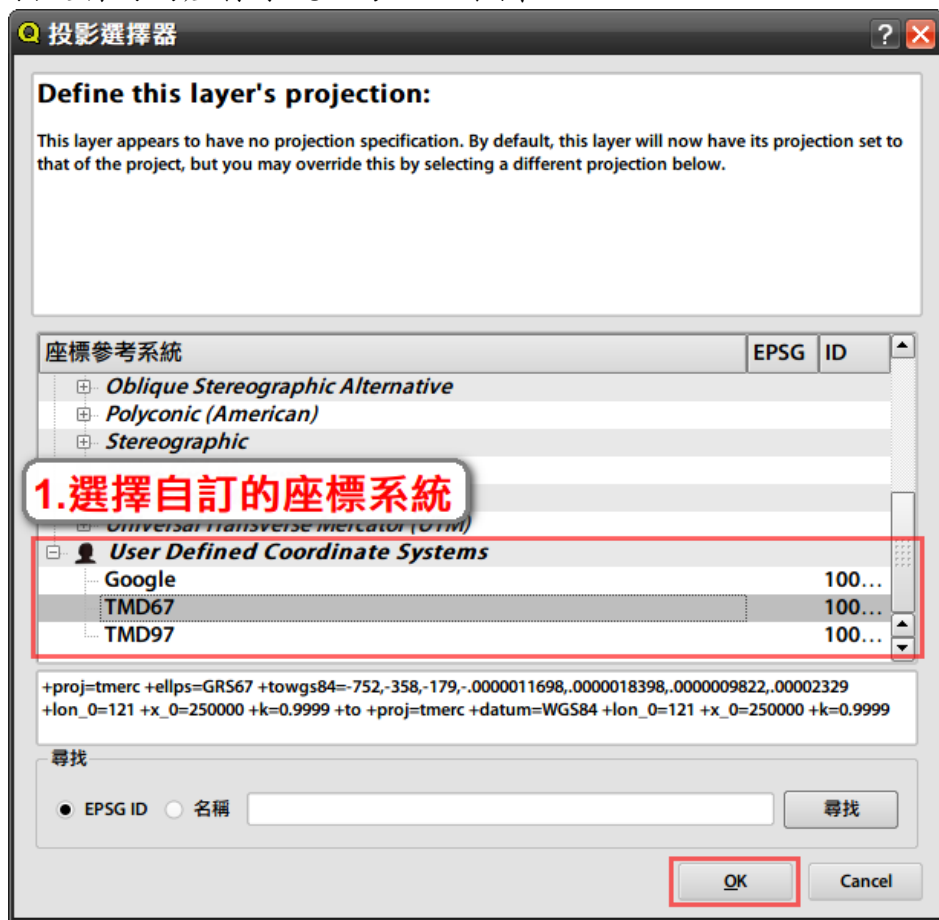 投影選擇器
Define this layer's projection:
This layer appears to have no projection specification. By default, this layer will now have its projection set to
that of the project, but you may override this by selecting a different projection below.
座標參考系統 EPSG ID
Oblique Stereographic Alternative
Polyconic (American)
Stereographic
1.選擇自訂的座標系統
Universal Transverse Mercator (UTM)
User Defined Coordinate Systems
Google 100...
TMD67 100...
TMD97 100...
+proj=tmerc +ellps=GRS67 +towgs84=-752,-358,-179,-.0000011698,.0000018398,.0000009822,.00002329
+lon_0=121 +x_0=250000 +k=0.9999 +to +proj=tmerc +datum=WGS84 +lon_0=121 +x_0=250000 +k=0.9999
尋找
EPSG ID 名稱 尋找
OK Cancel